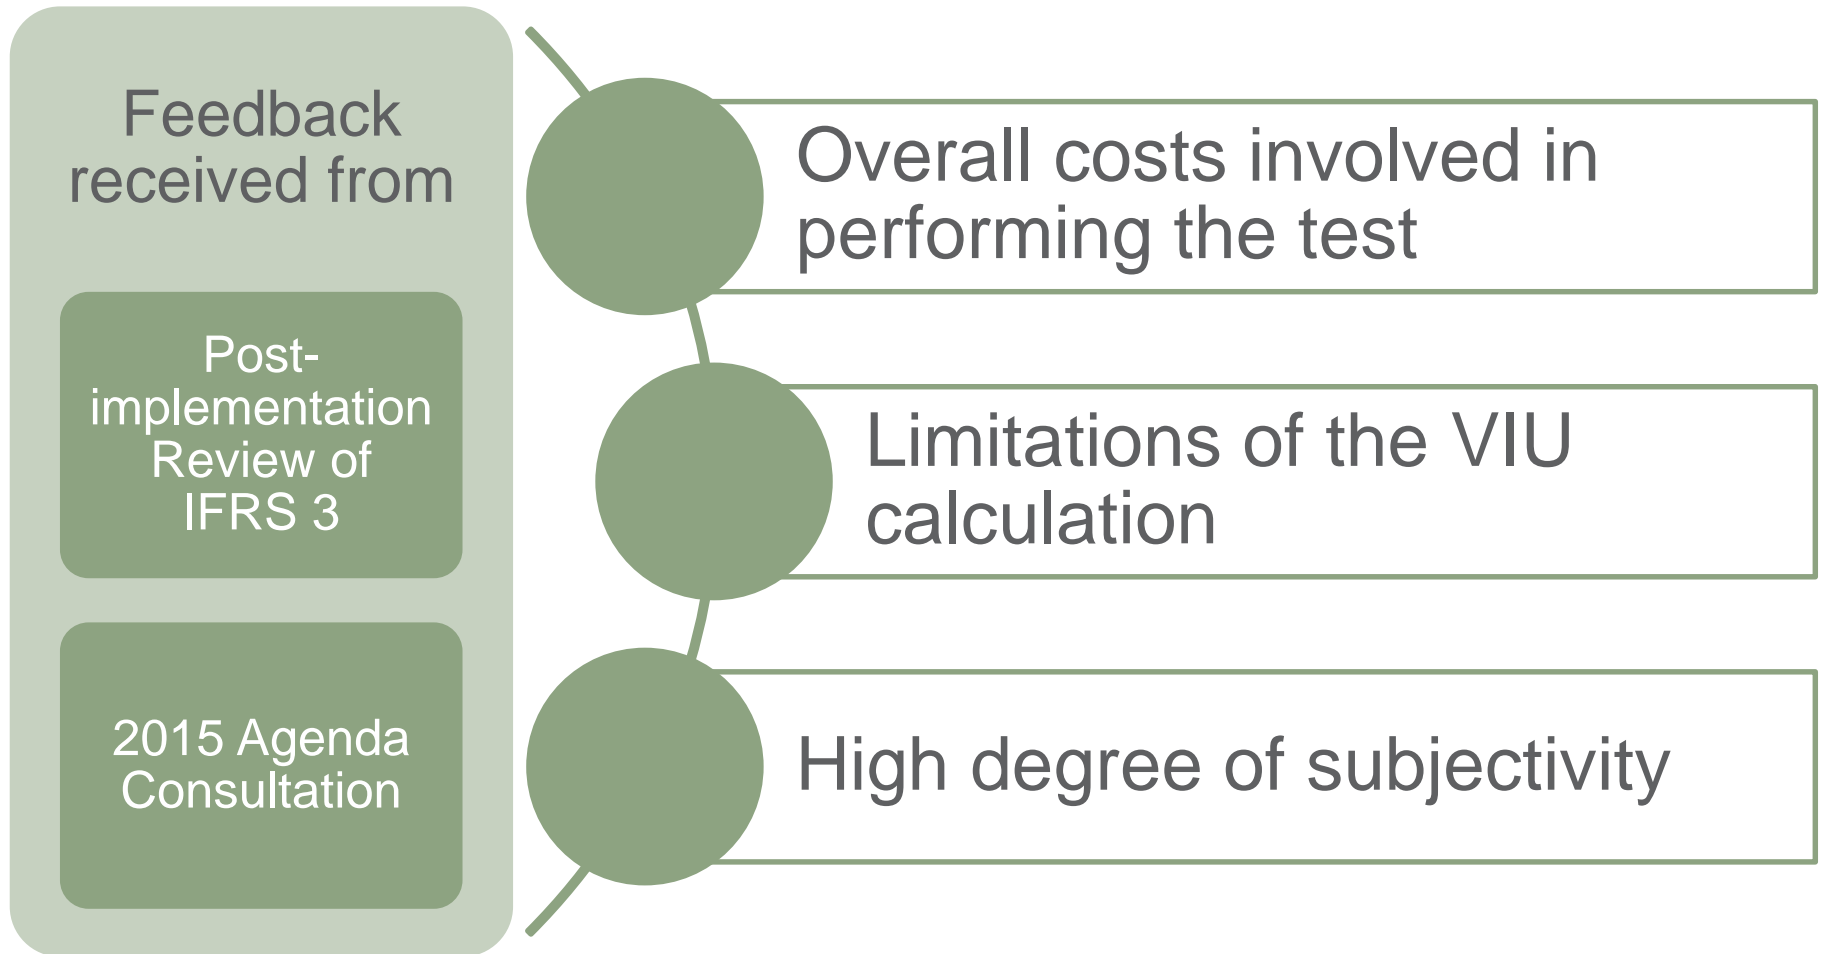 Feedback
received from
Post-
implementation
Review of
IFRS 3
2015 Agenda
Consultation
Overall costs involved in
performing the test
Limitations of the VIU
calculation
High degree of subjectivity